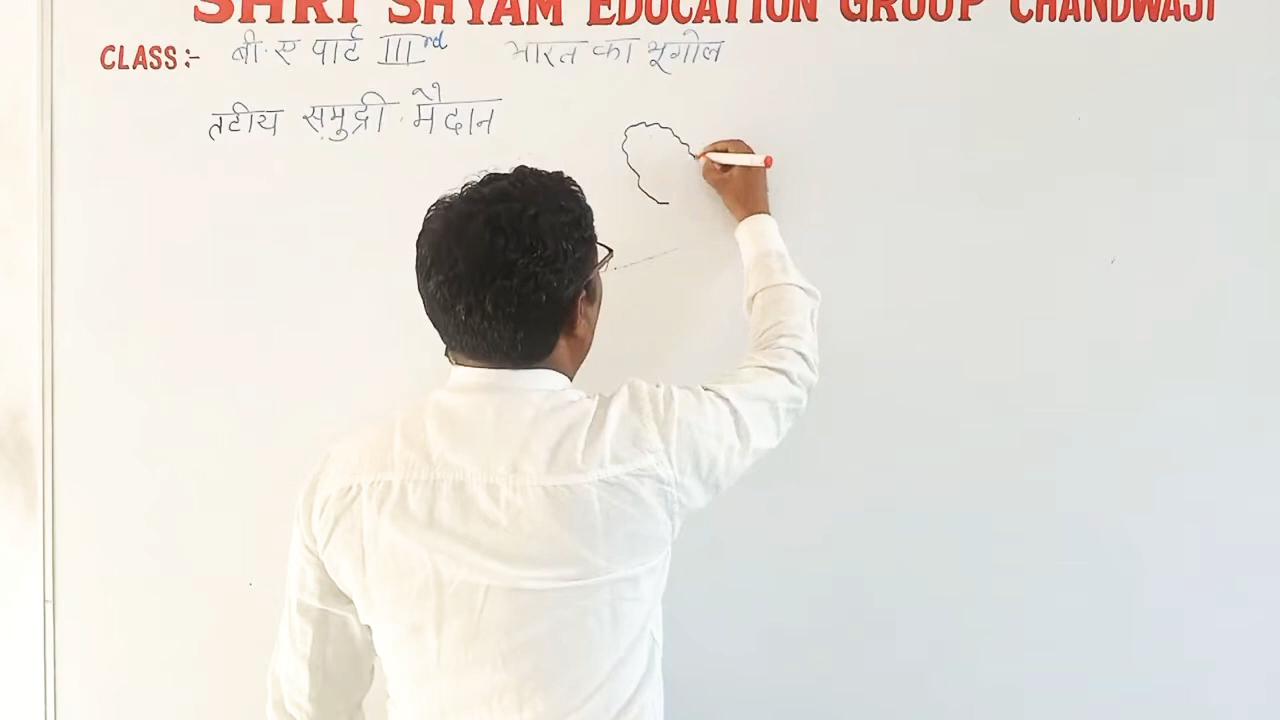 SHRI SHYAM EDUCATION GROUP CHANDWAJI
CLASS:- बी.ए पार्ट IIIrd भारत का भूगोल
तटीय समुद्री मैदान